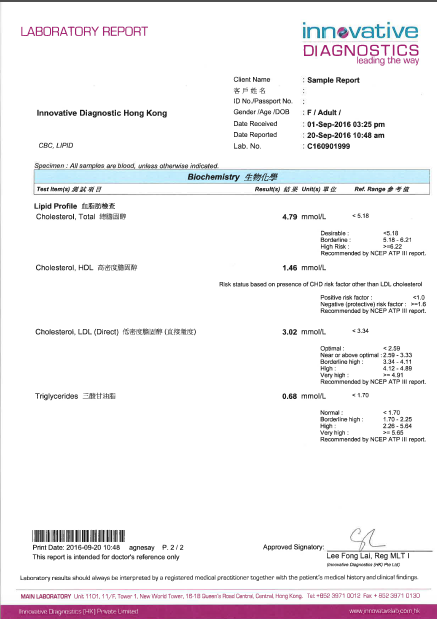 LABORATORY REPORT
innovative
DIAGNOSTICS
leading the way
Client Name : Sample Report
客戶姓名 :
ID No./Passport No. :
Innovative Diagnostic Hong Kong
Gender /Age /DOB : F / Adult /
Date Received : 01-Sep-2016 03:25 pm
Date Reported : 20-Sep-2016 10:48 am
CBC, LIPID
Lab. No. : C160901999
Specimen : All samples are blood, unless otherwise indicated.
Biochemistry 生物化學
Test Item(s) 測試項目 Result(s) 結果 Unit(s) 單位 Ref. Range 參考值
Lipid Profile 血脂肪檢查
Cholesterol, Total 總膽固醇 4.79 mmol/L < 5.18
Desirable : <5.18
Borderline : 5.18 - 6.21
High Risk : >=6.22
Recommended by NCEP ATP III report.
Cholesterol, HDL 高密度膽固醇 1.46 mmol/L
Risk status based on presence of CHD risk factor other than LDL cholesterol
Positive risk factor : <1.0
Negative (protective) risk factor : >=1.6
Recommended by NCEP ATP III report.
Cholesterol, LDL (Direct) 低密度膽固醇 (直接量度) 3.02 mmol/L < 3.34
Optimal : < 2.59
Near or above optimal : 2.59 - 3.33
Borderline high : 3.34 - 4.11
High : 4.12 - 4.89
Very high : >= 4.91
Recommended by NCEP ATP III report.
Triglycerides 三酸甘油脂 0.68 mmol/L < 1.70
Normal : < 1.70
Borderline high : 1.70 - 2.25
High : 2.26 - 5.64
Very high : >= 5.65
Recommended by NCEP ATP III report.
Print Date: 2016-09-20 10:48 agnesay P. 2 / 2
This report is intended for doctor's reference only
Approved Signatory:
Lee Fong Lai, Reg MLT I
(Innovative Diagnostics (HK) Pte Ltd)
Laboratory results should always be interpreted by a registered medical practitioner together with the patient's medical history and clinical findings.
MAIN LABORATORY Unit 1101, 11/F, Tower 1, New World Tower, 16-18 Queen's Road Central, Central, Hong Kong. Tel +852 3971 0012 Fax + 852 3971 0130
Innovative Diagnostics (HK) Private Limited www.innovativelab.com.hk